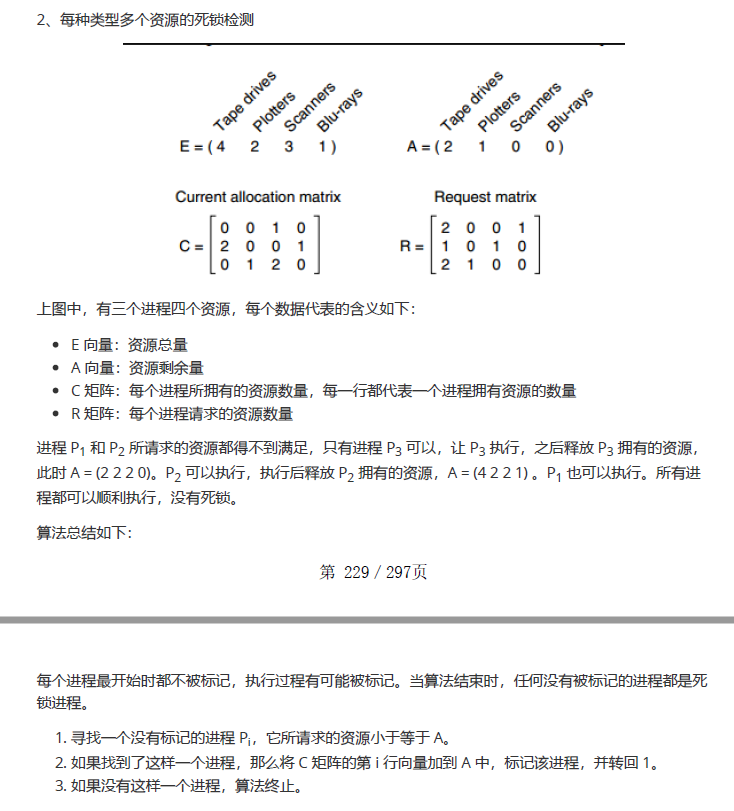 2、每种类型多个资源的死锁检测
Tape drives Plotters Scanners Blu-rays
E = ( 4 2 3 1 )
Tape drives Plotters Scanners Blu-rays
A = ( 2 1 0 0 )
Current allocation matrix
C =
0 0 1 0
2 0 0 1
0 1 2 0
Request matrix
R =
2 0 0 1
1 0 1 0
2 1 0 0
上图中，有三个进程四个资源，每个数据代表的含义如下：
• E 向量：资源总量
• A 向量：资源剩余量
• C 矩阵：每个进程所拥有的资源数量，每一行都代表一个进程拥有资源的数量
• R 矩阵：每个进程请求的资源数量
进程 P1 和 P2 所请求的资源都得不到满足，只有进程 P3 可以，让 P3 执行，之后释放 P3 拥有的资源，
此时 A = (2 2 2 0)。P2 可以执行，执行后释放 P2 拥有的资源，A = (4 2 2 1) 。P1 也可以执行。所有进
程都可以顺利执行，没有死锁。
算法总结如下：
第 229 / 297页
每个进程最开始时都不被标记，执行过程有可能被标记。当算法结束时，任何没有被标记的进程都是死
锁进程。
1. 寻找一个没有标记的进程 Pi，它所请求的资源小于等于 A。
2. 如果找到了这样一个进程，那么将 C 矩阵的第 i 行向量加到 A 中，标记该进程，并转回 1。
3. 如果没有这样一个进程，算法终止。